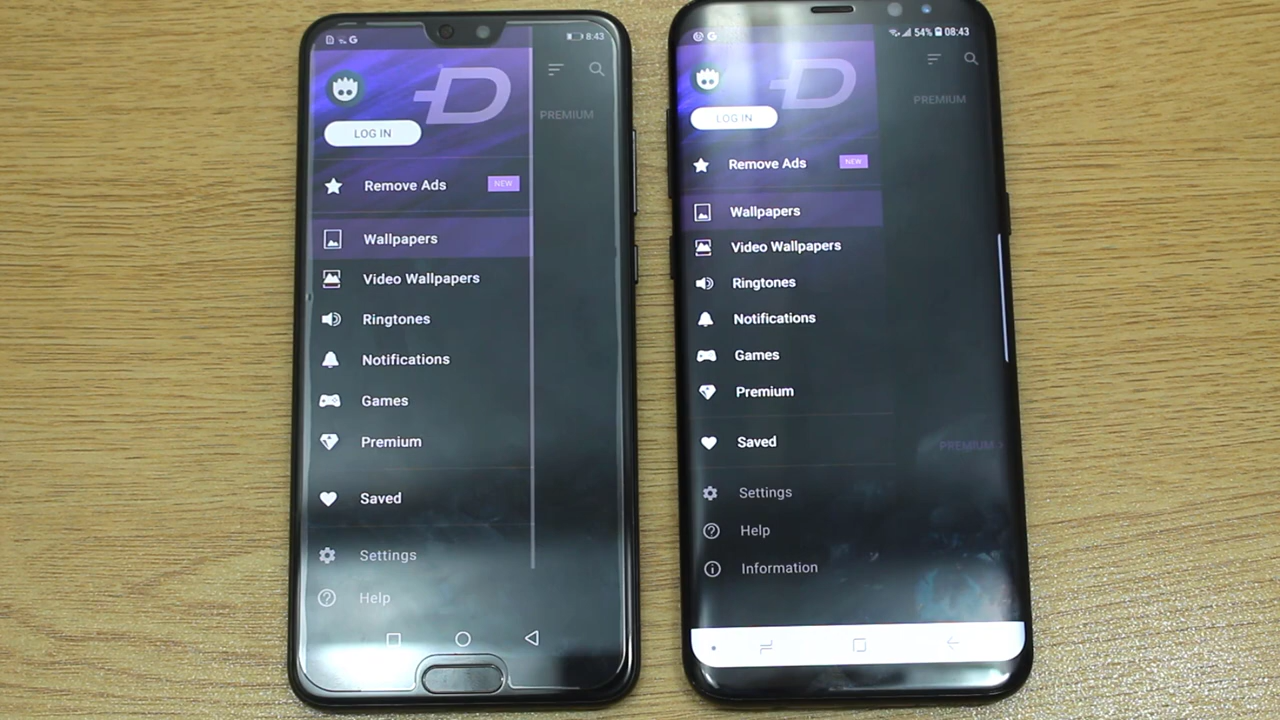 8:43
PREMIUM
LOG IN
Remove Ads NEW
Wallpapers
Video Wallpapers
Ringtones
Notifications
Games
Premium
Saved
Settings
Help
G 54% 08:43
PREMIUM
LOG IN
Remove Ads NEW
Wallpapers
Video Wallpapers
Ringtones
Notifications
Games
Premium
Saved
PREMIUM
Settings
Help
Information